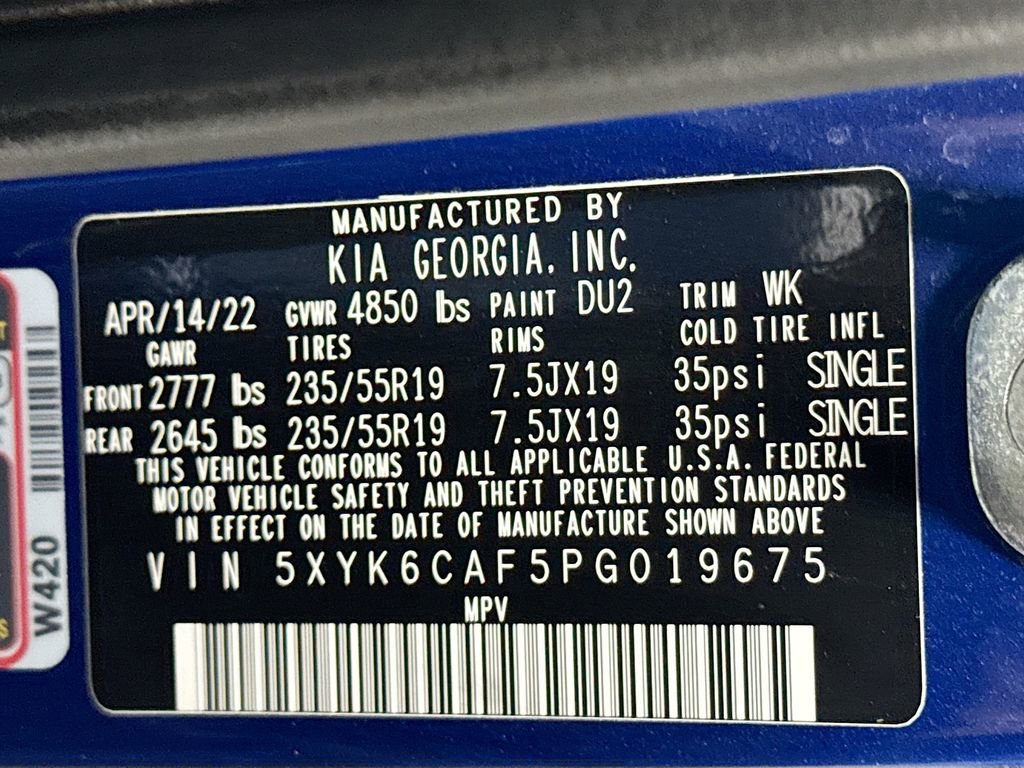 MANUFACTURED BY
KIA GEORGIA, INC.
APR/14/22 GVWR 4850 lbs PAINT DU2 TRIM WK
GAWR TIRES RIMS COLD TIRE INFL
FRONT 2777 lbs 235/55R19 7.5JX19 35psi SINGLE
REAR 2645 lbs 235/55R19 7.5JX19 35psi SINGLE
THIS VEHICLE CONFORMS TO ALL APPLICABLE U.S.A. FEDERAL
MOTOR VEHICLE SAFETY AND THEFT PREVENTION STANDARDS
IN EFFECT ON THE DATE OF MANUFACTURE SHOWN ABOVE
VIN 5XYK6CAF5PG019675
MPV
W420